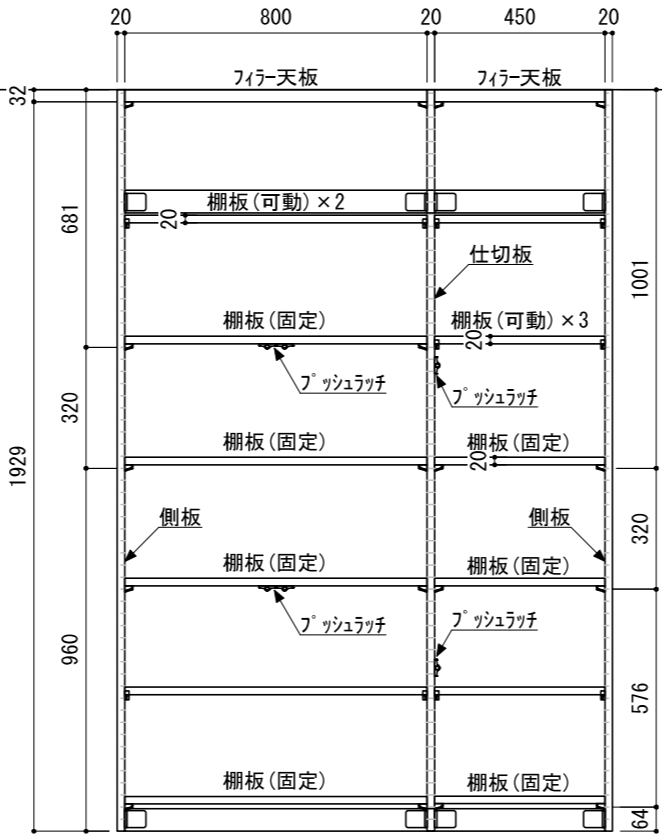 20 800 20 450 20
フィラー天板 フィラー天板
32
棚板(可動)×2
20
681
仕切板
1001
棚板(固定) 棚板(可動)×3
20
プッシュラッチ プッシュラッチ
320
棚板(固定) 棚板(固定)
20
1929
側板 側板
320
棚板(固定) 棚板(固定)
プッシュラッチ プッシュラッチ
960
576
棚板(固定) 棚板(固定)
64